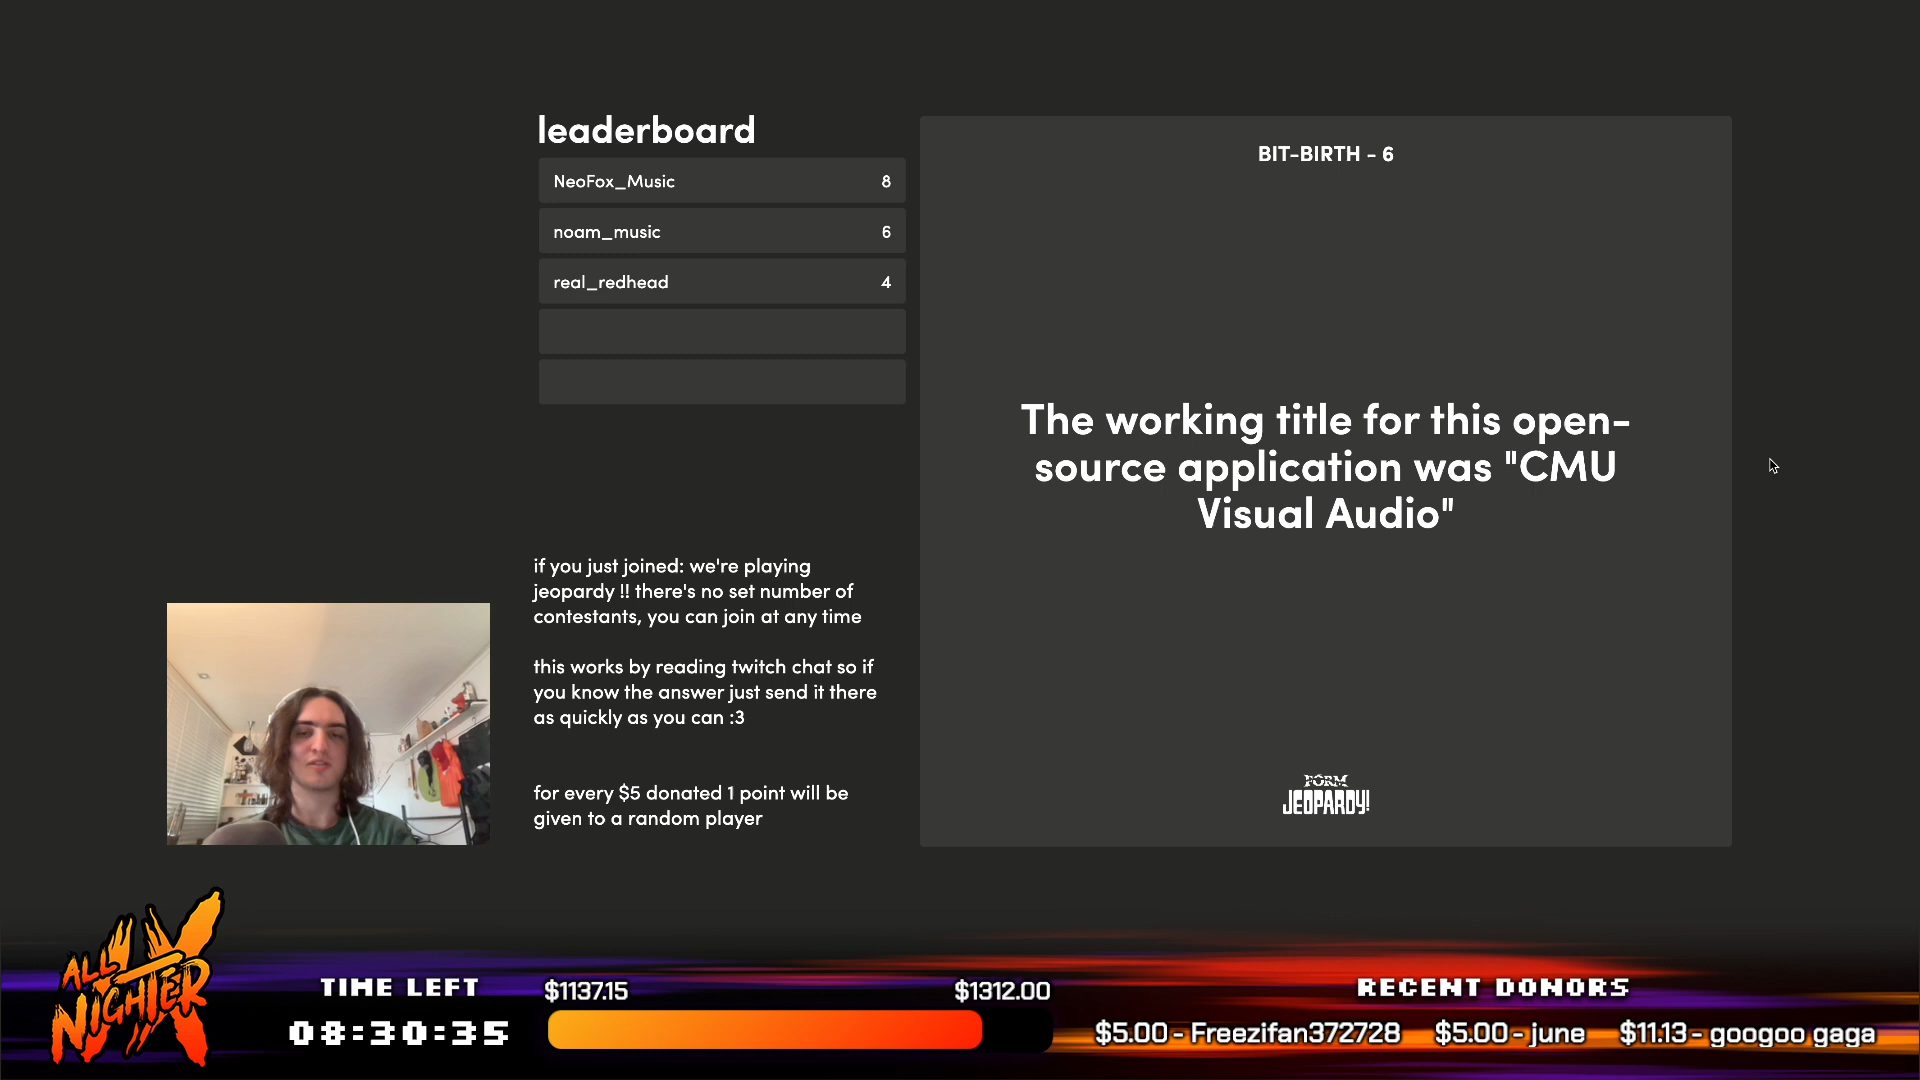 leaderboard
NeoFox_Music 8
noam_music 6
real_redhead 4
BIT-BIRTH - 6
The working title for this open-
source application was "CMU
Visual Audio"
FORM
JEOPARDY!
if you just joined: we're playing
jeopardy !! there's no set number of
contestants, you can join at any time
this works by reading twitch chat so if
you know the answer just send it there
as quickly as you can :3
for every $5 donated 1 point will be
given to a random player
ALL
NIGHTER
TIME LEFT
08:30:35
$1137.15 $1312.00
RECENT DONORS
$5.00 - Freezifan372728 $5.00 - june $11.13 - googoo gaga